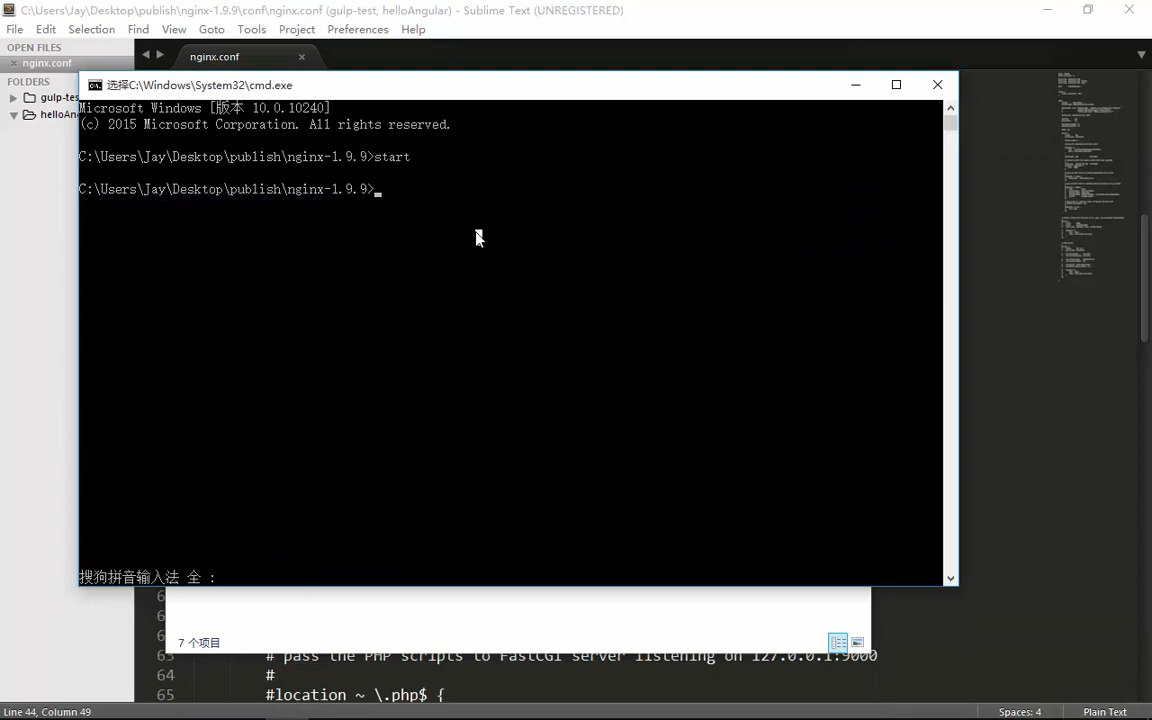 C:\Users\Jay\Desktop\publish\nginx-1.9.9\conf\nginx.conf (gulp-test, helloAngular) - Sublime Text (UNREGISTERED)
File Edit Selection Find View Goto Tools Project Preferences Help
OPEN FILES
nginx.conf
nginx.conf
FOLDERS
gulp-tes
helloAn
选择C:\Windows\System32\cmd.exe
Microsoft Windows [版本 10.0.10240]
(c) 2015 Microsoft Corporation. All rights reserved.
C:\Users\Jay\Desktop\publish\nginx-1.9.9>start
C:\Users\Jay\Desktop\publish\nginx-1.9.9>
搜狗拼音输入法 全 :
7 个项目
63 # pass the PHP scripts to FastCGI server listening on 127.0.0.1:9000
64 #
65 #location ~ \.php$ {
Line 44, Column 49
Spaces: 4
Plain Text